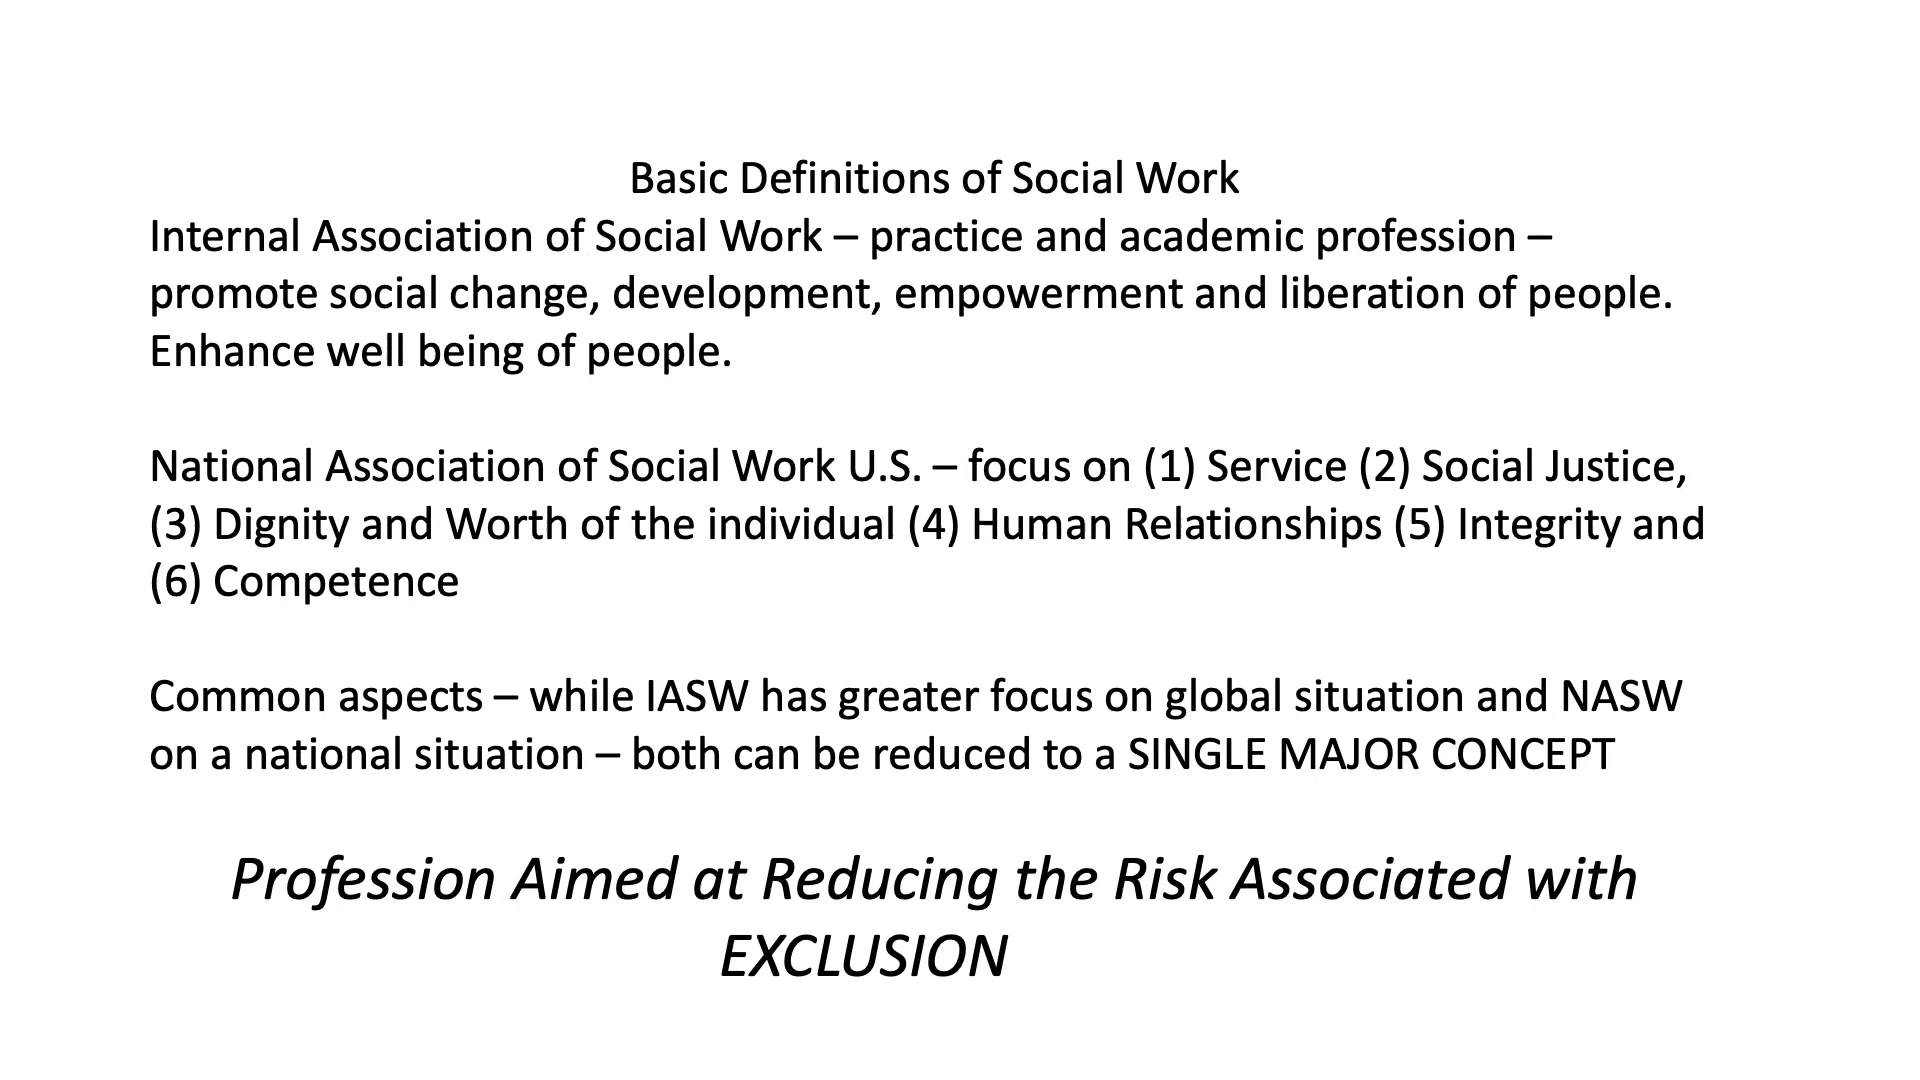 Basic Definitions of Social Work
Internal Association of Social Work – practice and academic profession –
promote social change, development, empowerment and liberation of people.
Enhance well being of people.
National Association of Social Work U.S. – focus on (1) Service (2) Social Justice,
(3) Dignity and Worth of the individual (4) Human Relationships (5) Integrity and
(6) Competence
Common aspects – while IASW has greater focus on global situation and NASW
on a national situation – both can be reduced to a SINGLE MAJOR CONCEPT
Profession Aimed at Reducing the Risk Associated with
EXCLUSION